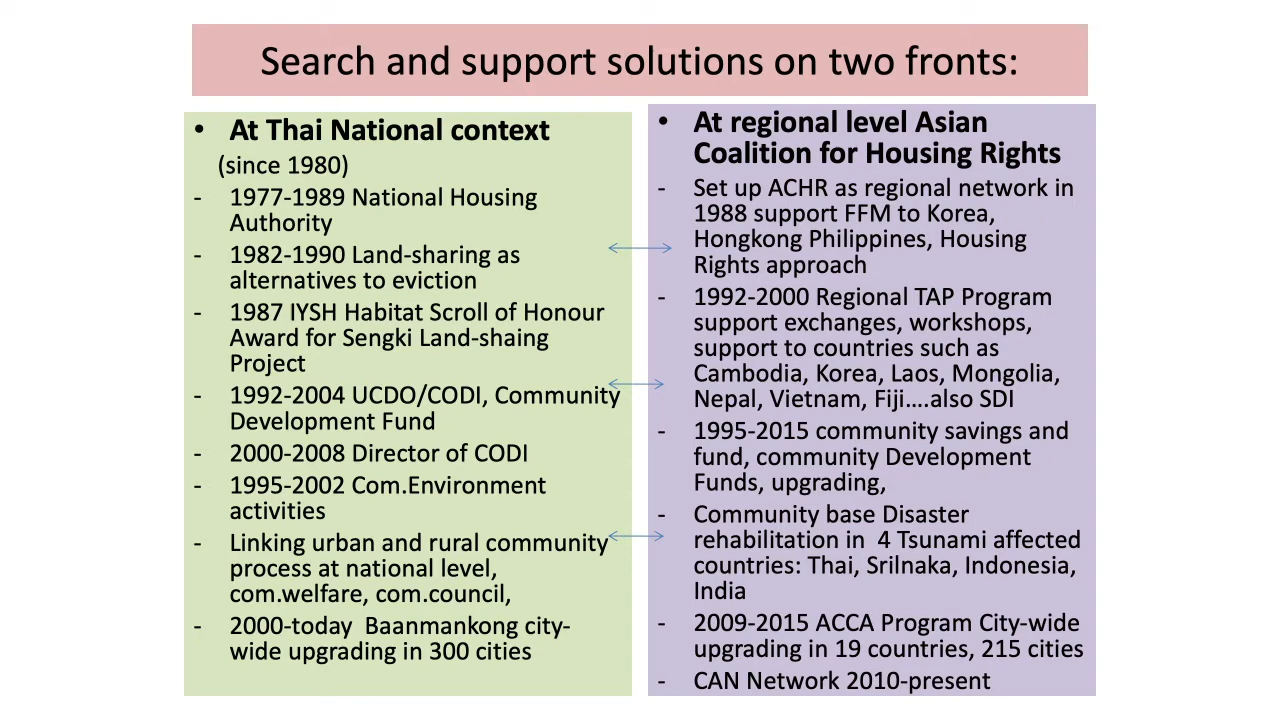 Search and support solutions on two fronts:
• At Thai National context
(since 1980)
- 1977-1989 National Housing
Authority
- 1982-1990 Land-sharing as
alternatives to eviction
- 1987 IYSH Habitat Scroll of Honour
Award for Sengki Land-shaing
Project
- 1992-2004 UCDO/CODI, Community
Development Fund
- 2000-2008 Director of CODI
- 1995-2002 Com.Environment
activities
- Linking urban and rural community
process at national level,
com.welfare, com.council,
- 2000-today  Baanmankong city-
wide upgrading in 300 cities
• At regional level Asian
Coalition for Housing Rights
- Set up ACHR as regional network in
1988 support FFM to Korea,
Hongkong Philippines, Housing
Rights approach
- 1992-2000 Regional TAP Program
support exchanges, workshops,
support to countries such as
Cambodia, Korea, Laos, Mongolia,
Nepal, Vietnam, Fiji….also SDI
- 1995-2015 community savings and
fund, community Development
Funds, upgrading,
- Community base Disaster
rehabilitation in  4 Tsunami affected
countries: Thai, Srilnaka, Indonesia,
India
- 2009-2015 ACCA Program City-wide
upgrading in 19 countries, 215 cities
- CAN Network 2010-present